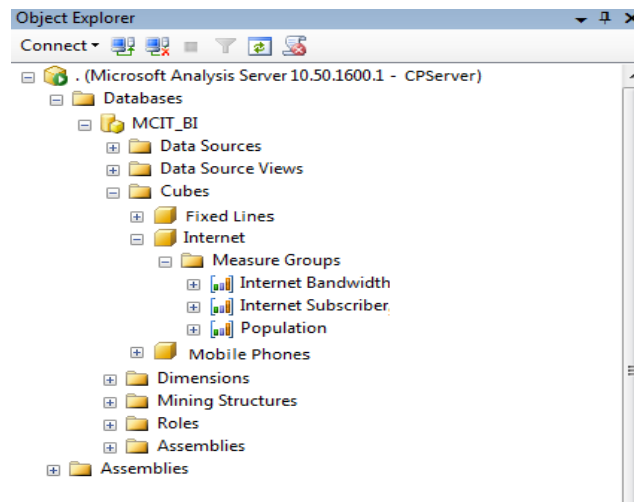 Object Explorer
Connect
. (Microsoft Analysis Server 10.50.1600.1 - CPServer)
Databases
MCIT_BI
Data Sources
Data Source Views
Cubes
Fixed Lines
Internet
Measure Groups
Internet Bandwidth
Internet Subscriber
Population
Mobile Phones
Dimensions
Mining Structures
Roles
Assemblies
Assemblies